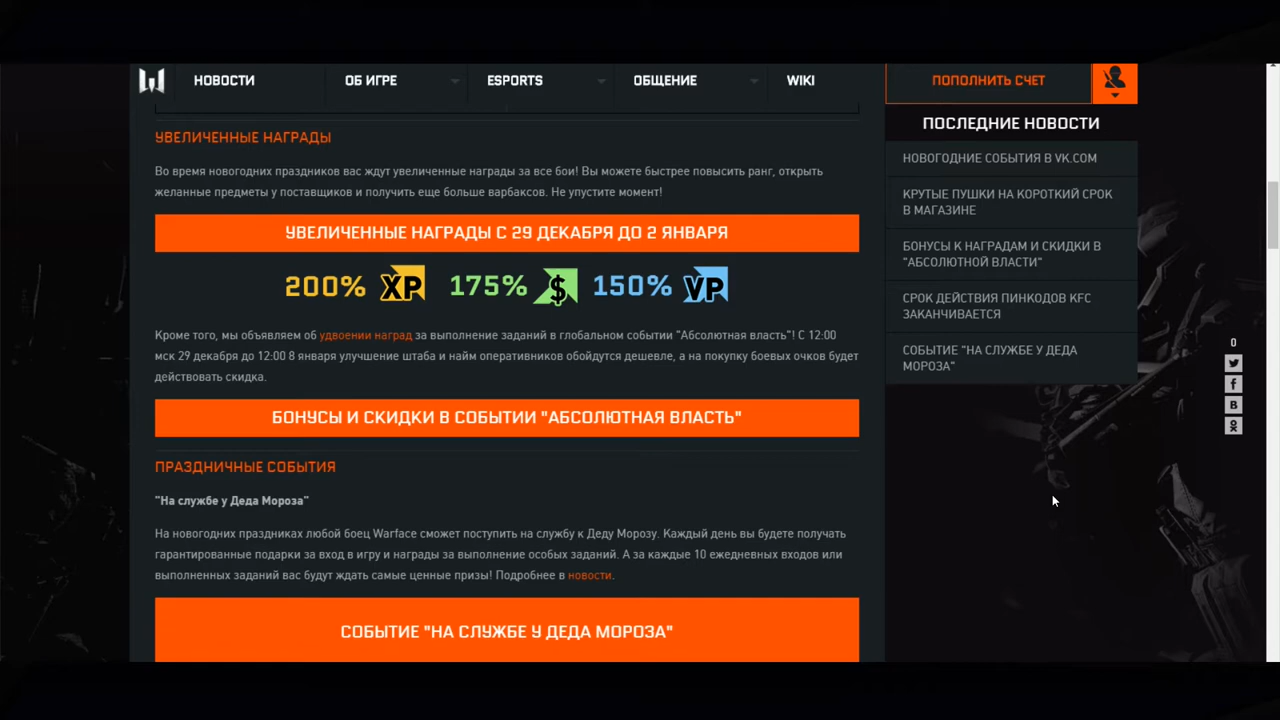 НОВОСТИ
ОБ ИГРЕ
ESPORTS
ОБЩЕНИЕ
WIKI
ПОПОЛНИТЬ СЧЕТ
УВЕЛИЧЕННЫЕ НАГРАДЫ
Во время новогодних праздников вас ждут увеличенные награды за все бои! Вы можете быстрее повысить ранг, открыть
желанные предметы у поставщиков и получить еще больше варбаксов. Не упустите момент!
УВЕЛИЧЕННЫЕ НАГРАДЫ С 29 ДЕКАБРЯ ДО 2 ЯНВАРЯ
200% XP 175% $ 150% VP
Кроме того, мы объявляем об удвоении наград за выполнение заданий в глобальном событии "Абсолютная власть"! С 12:00
мск 29 декабря до 12:00 8 января улучшение штаба и найм оперативников обойдутся дешевле, а на покупку боевых очков будет
действовать скидка.
БОНУСЫ И СКИДКИ В СОБЫТИИ "АБСОЛЮТНАЯ ВЛАСТЬ"
ПРАЗДНИЧНЫЕ СОБЫТИЯ
"На службе у Деда Мороза"
На новогодних праздниках любой боец Warface сможет поступить на службу к Деду Морозу. Каждый день вы будете получать
гарантированные подарки за вход в игру и награды за выполнение особых заданий. А за каждые 10 ежедневных входов или
выполненных заданий вас будут ждать самые ценные призы! Подробнее в новости.
СОБЫТИЕ "НА СЛУЖБЕ У ДЕДА МОРОЗА"
ПОСЛЕДНИЕ НОВОСТИ
НОВОГОДНИЕ СОБЫТИЯ В VK.COM
КРУТЫЕ ПУШКИ НА КОРОТКИЙ СРОК
В МАГАЗИНЕ
БОНУСЫ К НАГРАДАМ И СКИДКИ В
"АБСОЛЮТНОЙ ВЛАСТИ"
СРОК ДЕЙСТВИЯ ПИНКОДОВ KFC
ЗАКАНЧИВАЕТСЯ
СОБЫТИЕ "НА СЛУЖБЕ У ДЕДА
МОРОЗА"
0